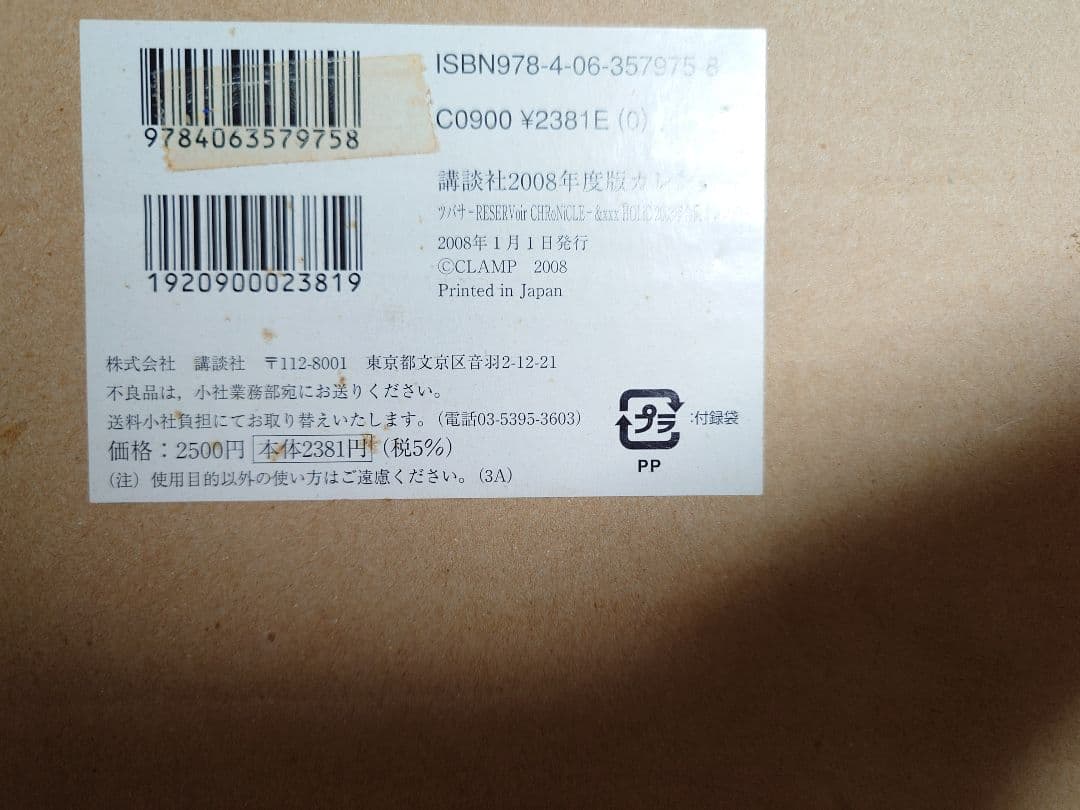 ISBN978-4-06-357975-8
9784063579758
C0900 ¥2381E (0)
講談社2008年度版カレ
ツバサ-RESERVoir CHRoNiCLE-&xxx HOLiC
2008年1月1日発行
©CLAMP 2008
1920900023819
Printed in Japan
株式会社 講談社 〒112-8001 東京都文京区音羽2-12-21
不良品は,小社業務部宛にお送りください。
送料小社負担にてお取り替えいたします。(電話03-5395-3603)
価格:2500円 本体2381円 (税5%)
(注)使用目的以外の使い方はご遠慮ください。(3A)
プラ :付録袋
PP